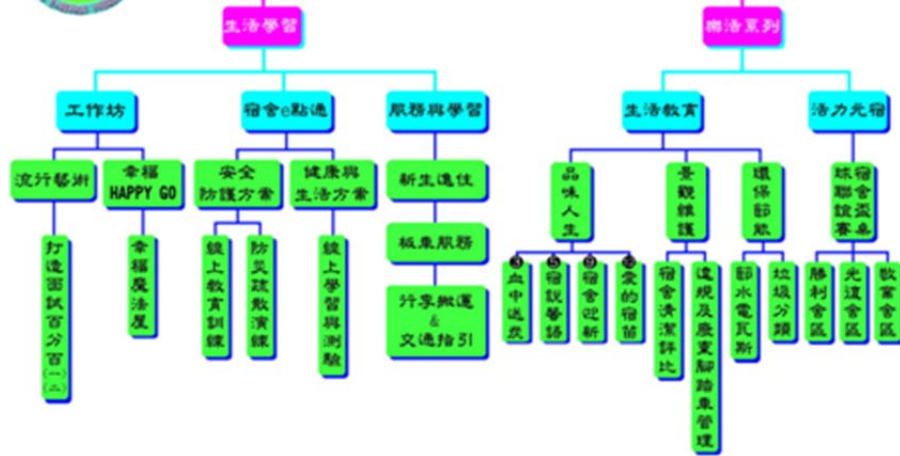 生活學習
樂活系列
工作坊
宿舍e點通
服務與學習
生活教育
活力元宿
流行藝術
幸福
HAPPY GO
安全
防護方案
健康與
生活方案
新生進住
品味人生
景觀維護
環保節能
宿舍盃桌
球聯誼賽
打造面試百分百(一)(二)
幸福魔法屋
線上教育訓練
防災疏散演練
線上學習與測驗
板車服務
行李搬運
&
交通指引
血中送炭
宿說馨語
宿舍迎新
愛的宿苗
宿舍清潔評比
違規及廢棄腳踏車管理
節水電瓦斯
垃圾分類
勝利舍區
光復舍區
敬業舍區